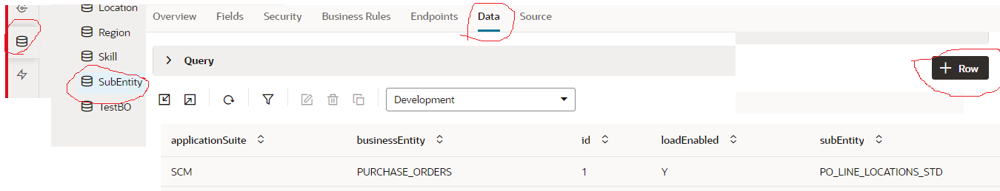 Location
Overview Fields Security Business Rules Endpoints Data Source
Region
Skill
Query
+ Row
SubEntity
Development
TestBO
applicationSuite businessEntity id loadEnabled subEntity
SCM PURCHASE_ORDERS 1 Y PO_LINE_LOCATIONS_STD